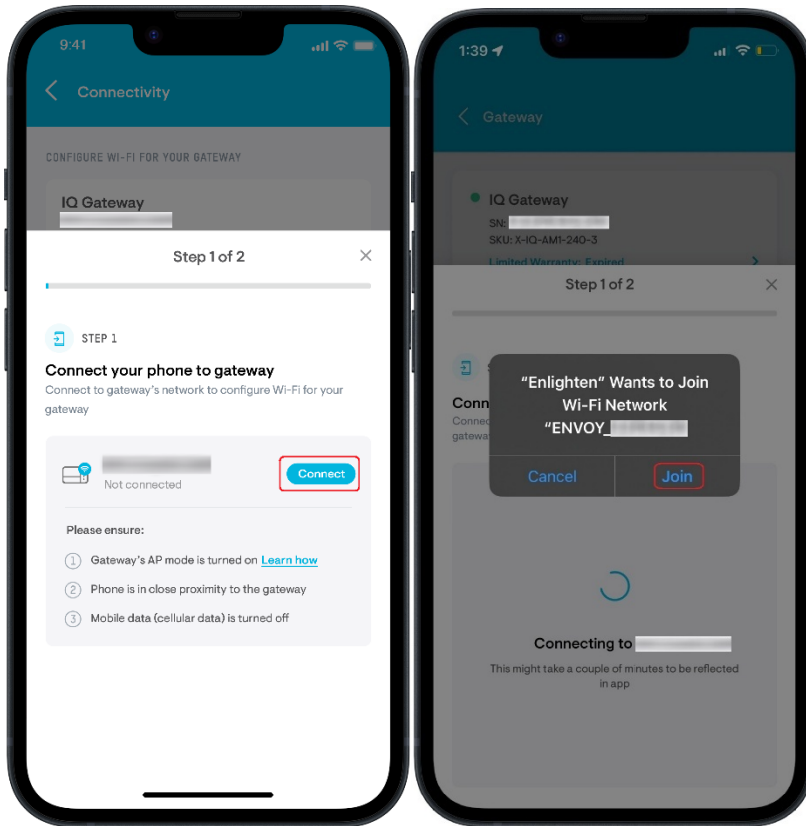 9:41
Connectivity
CONFIGURE WI-FI FOR YOUR GATEWAY
IQ Gateway
Step 1 of 2
STEP 1
Connect your phone to gateway
Connect to gateway's network to configure Wi-Fi for your
gateway
Not connected
Connect
Please ensure:
1 Gateway's AP mode is turned on Learn how
2 Phone is in close proximity to the gateway
3 Mobile data (cellular data) is turned off
1:39
Gateway
IQ Gateway
SN:
SKU: X-IQ-AM1-240-3
Limited Warranty: Expired
Step 1 of 2
S
Conn
Connec
gateway
"Enlighten" Wants to Join
Wi-Fi Network
"ENVOY_
Cancel
Join
Connecting to
This might take a couple of minutes to be reflected
in app